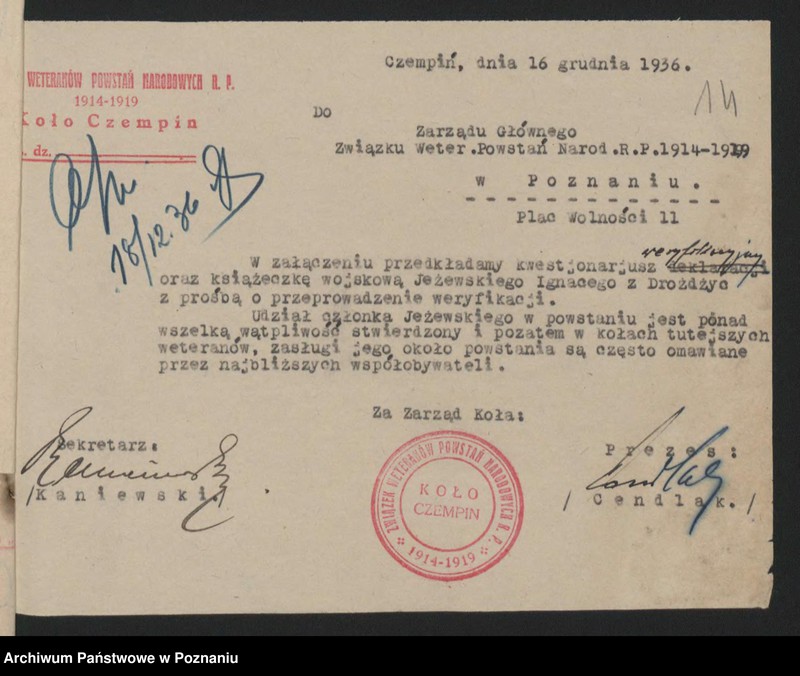 WETERANÓW POWSTAŃ NARODOWYCH R. P.
1914-1919
Koło Czempin
dz.
Czempiń, dnia 16 grudnia 1936.
14
Do
Zarządu Głównego
Związku Weter.Powstań Narod.R.P.1914-1919
w Poznaniu.
Plac Wolności 11
18/12.36
weryfikacyjny
W załączeniu przedkładamy kwestjonarjusz deklaracji
oraz książeczkę wojskową Jeżewskiego Ignacego z Drożdżyc
z prośbą o przeprowadzenie weryfikacji.
Udział członka Jeżewskiego w powstaniu jest ponad
wszelką wątpliwość stwierdzony i pozatem w kołach tutejszych
weteranów, zasługi jego około powstania są często omawiane
przez najbliższych współobywateli.
Za Zarząd Koła:
Sekretarz:
Prezes:
/Kaniewski/.
/ Cendlak. /
ZWIĄZEK WETERANÓW POWSTAŃ NARODOWYCH R. P.
KOŁO
CZEMPIN
1914-1919
Archiwum Państwowe w Poznaniu